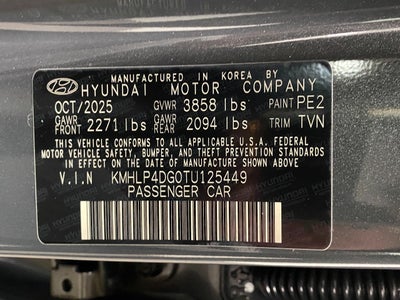 MANUFACTURED IN KOREA BY
HYUNDAI MOTOR COMPANY
OCT/2025 GVWR 3858 lbs PAINT PE2
GAWR FRONT 2271 lbs GAWR REAR 2094 lbs TRIM TVN
THIS VEHICLE CONFORMS TO ALL APPLICABLE U.S.A. FEDERAL
MOTOR VEHICLE SAFETY, BUMPER, AND
THEFT PREVENTION STANDARDS IN EFFECT ON
THE DATE OF MANUFACTURE SHOWN ABOVE.
V.I.N KMHLP4DG0TU125449
PASSENGER CAR